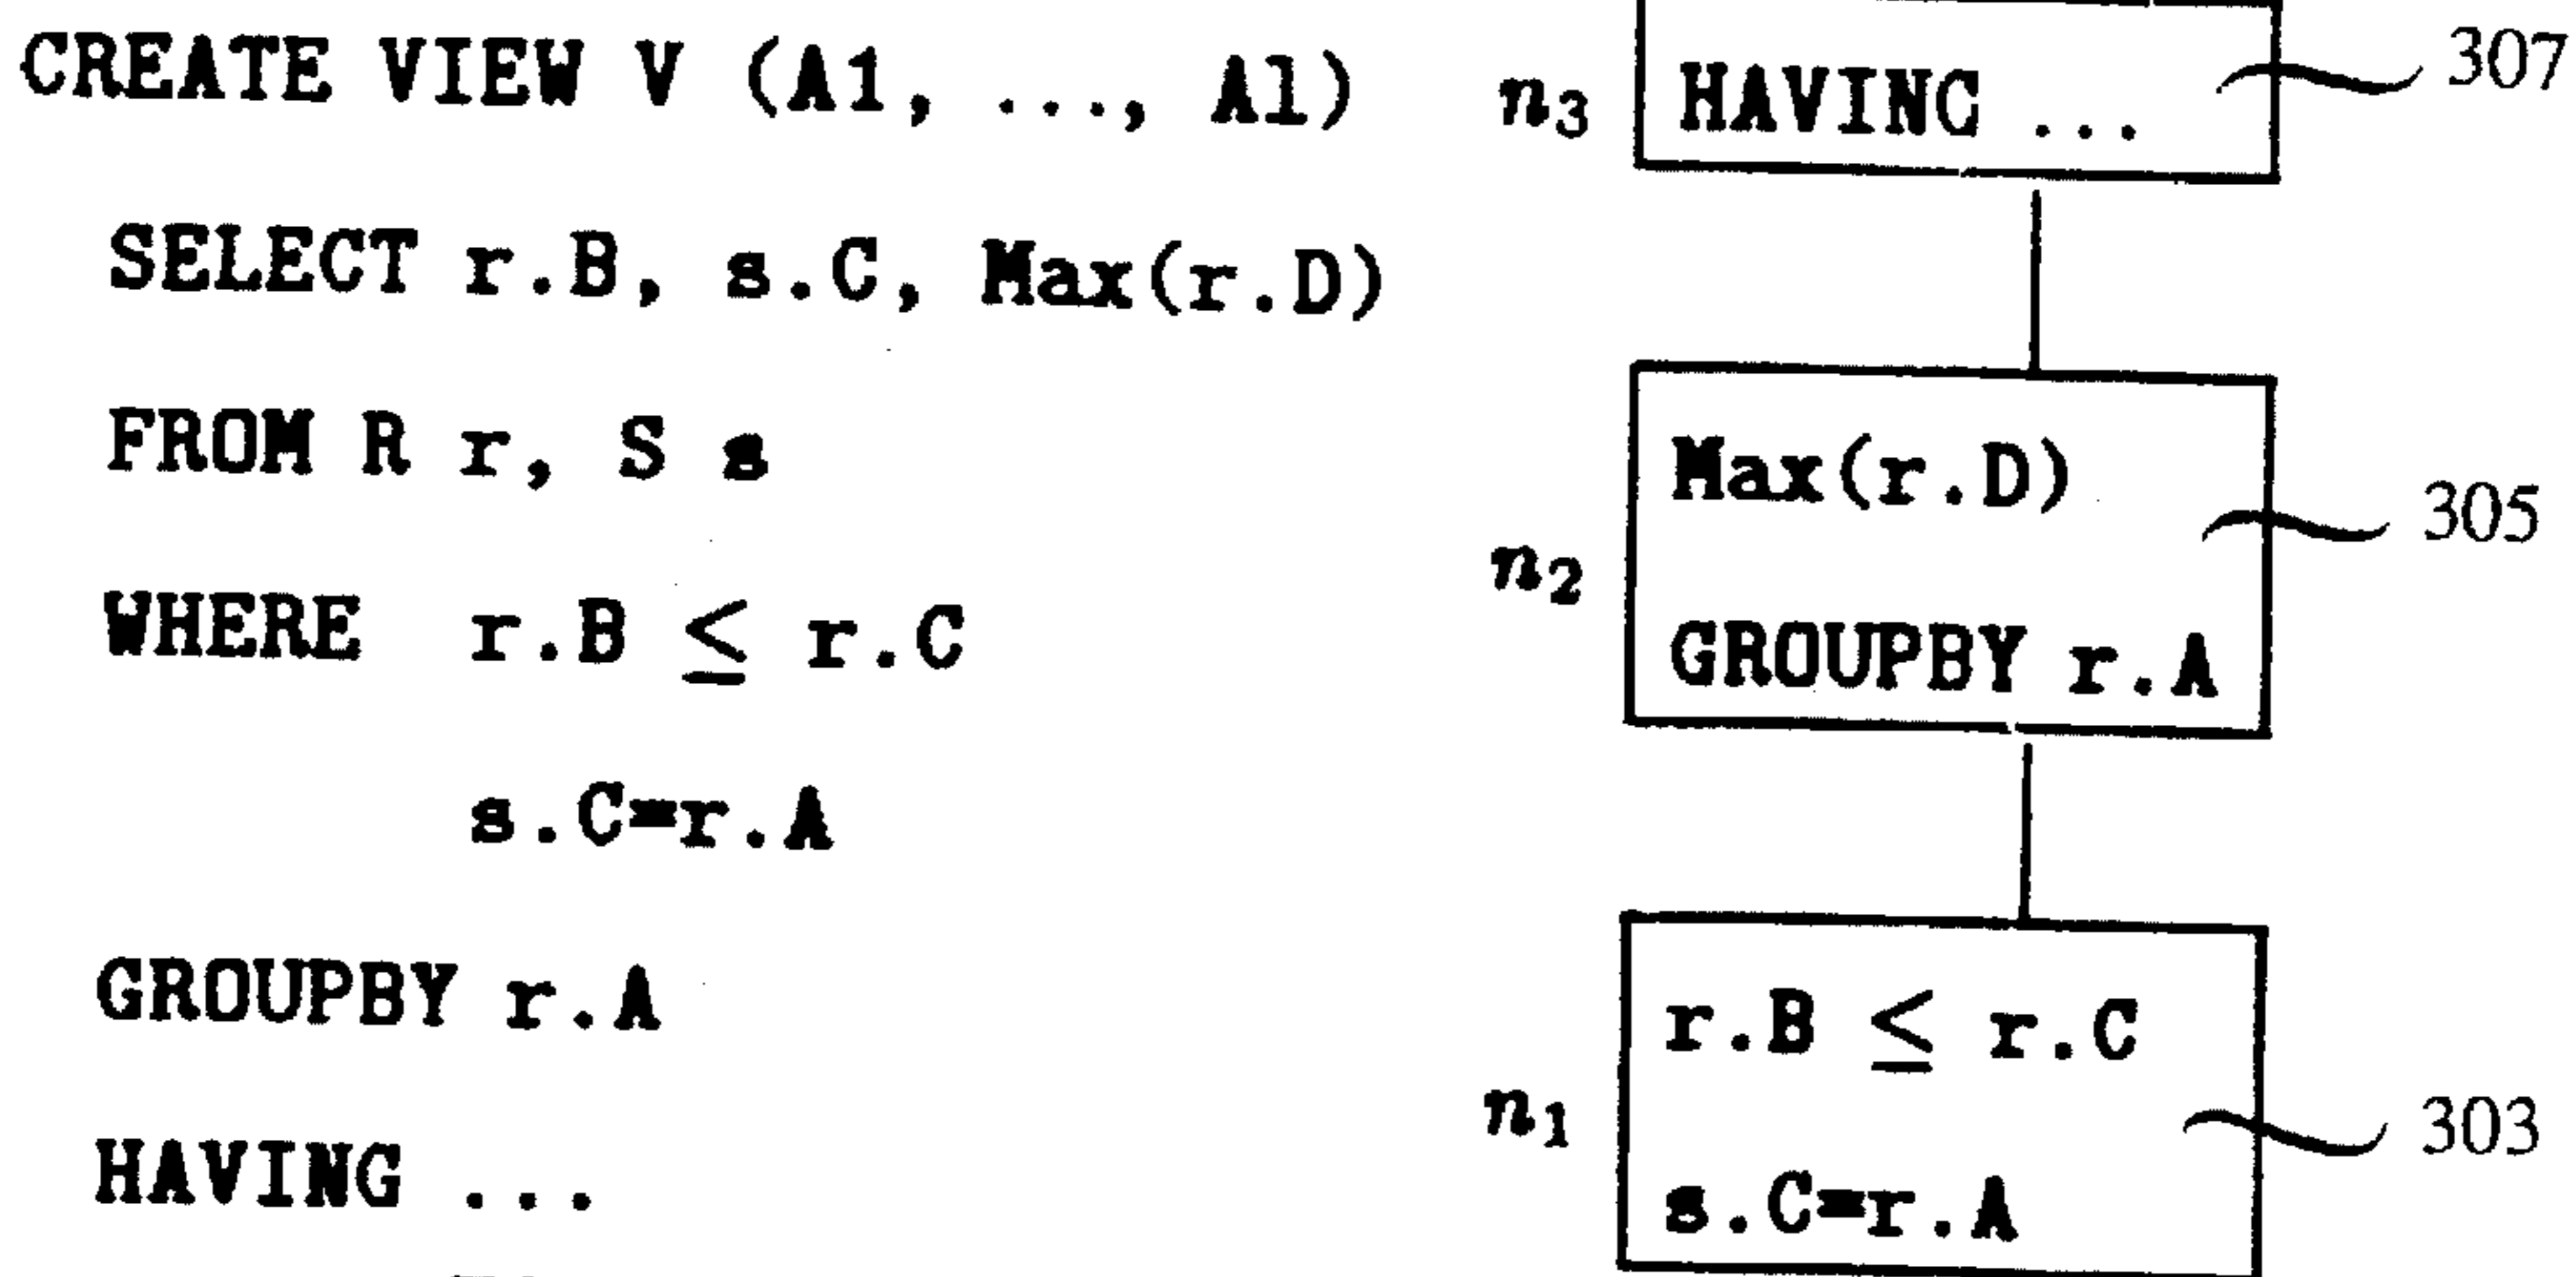 CREATE VIEW V (A1, ..., Al)
SELECT r.B, s.C, Max(r.D)
FROM R r, S s
WHERE r.B ≤ r.C
s.C=r.A
GROUPBY r.A
HAVING ...
n3
HAVING ...
307
n2
Max(r.D)
GROUPBY r.A
305
n1
r.B ≤ r.C
s.C=r.A
303